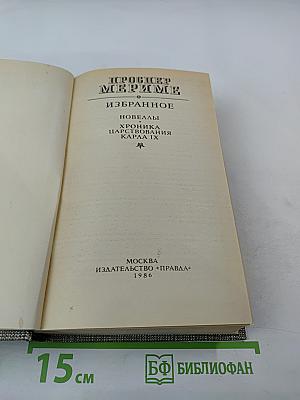 ПРОСПЕР
МЕРИМЕ
ИЗБРАННОЕ
НОВЕЛЛЫ
ХРОНИКА
ЦАРСТВОВАНИЯ
КАРЛА IX
МОСКВА
ИЗДАТЕЛЬСТВО «ПРАВДА»
1986
15 см
БФ БИБЛИОФАН